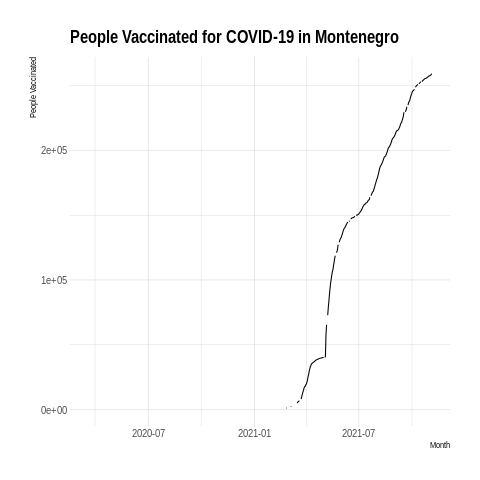 People Vaccinated for COVID-19 in Montenegro
People Vaccinated
2e+05
1e+05
0e+00
2020-07 2021-01 2021-07
Month